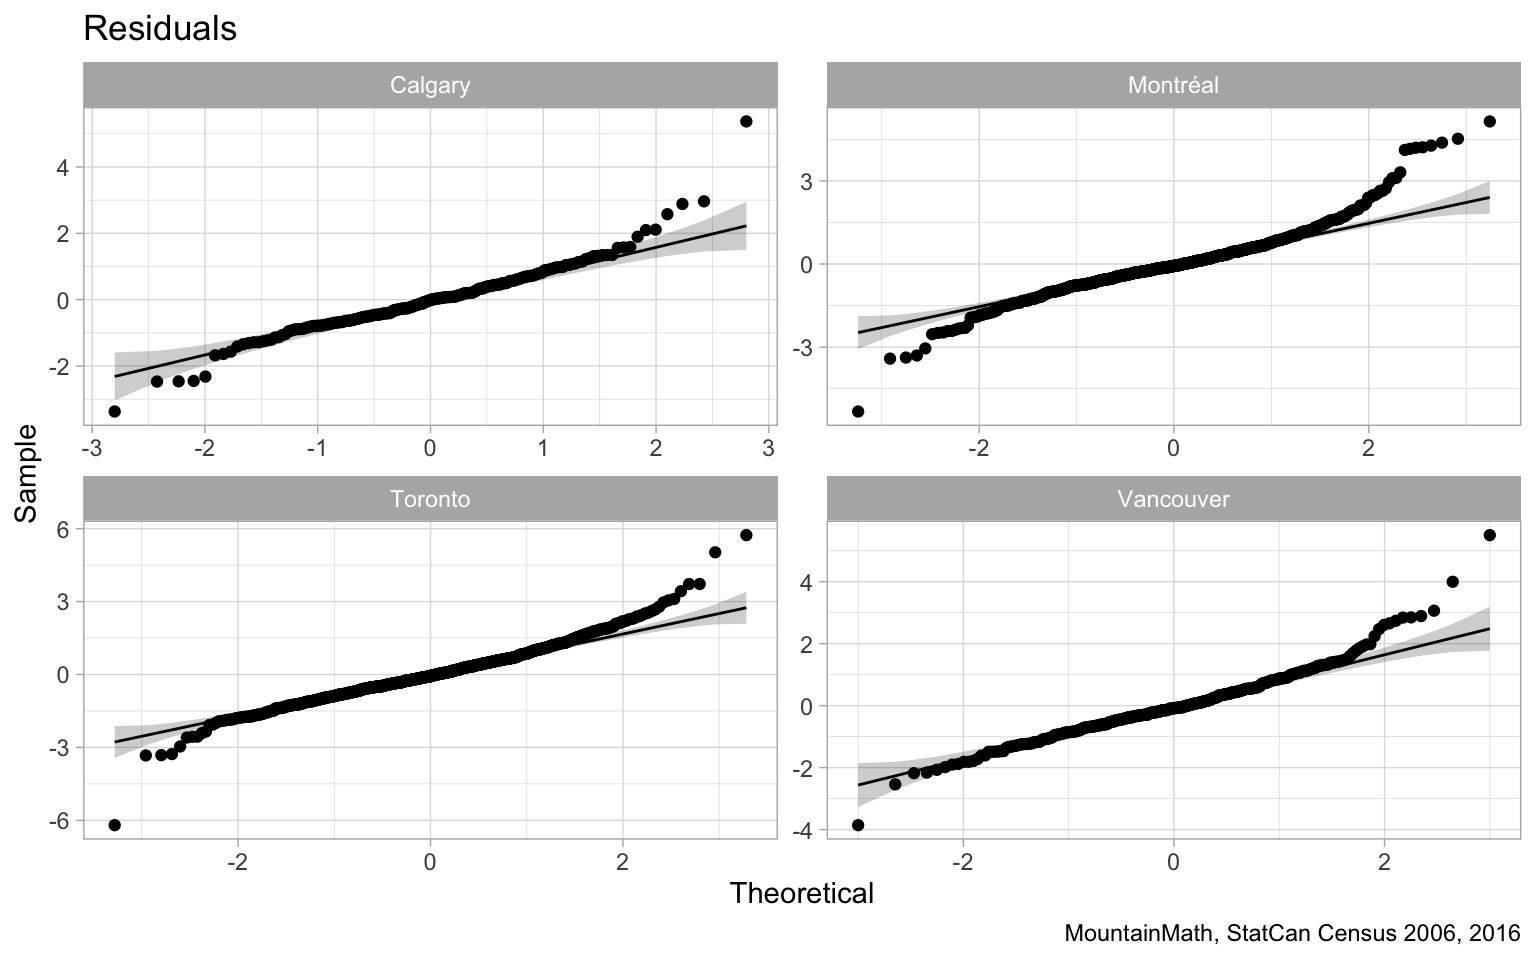 Residuals
Calgary
Montréal
4
2
0
-2
-3 -2 -1 0 1 2 3
3
0
-3
-2 0 2
Sample
Toronto
Vancouver
6
3
0
-3
-6
-2 0 2
4
2
0
-2
-4
-2 0 2
Theoretical
MountainMath, StatCan Census 2006, 2016